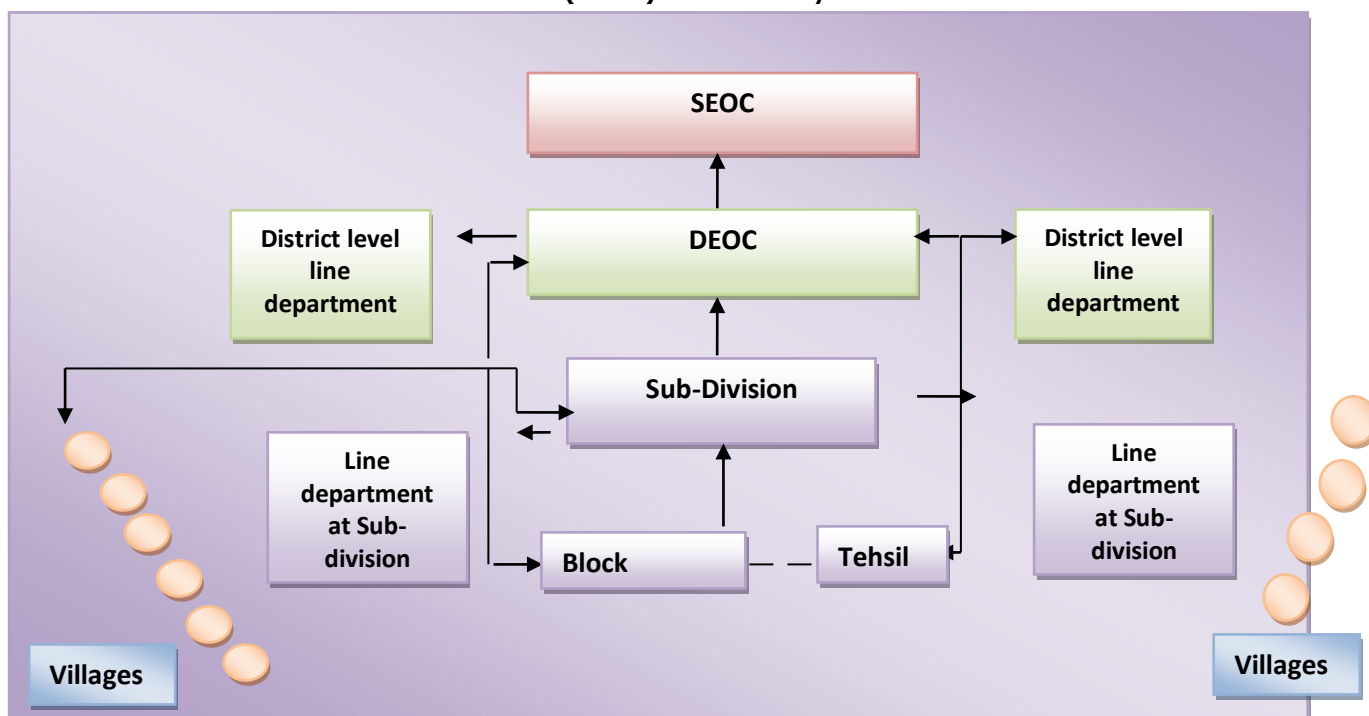 SEOC
District level
line
department
DEOC
District level
line
department
Sub-Division
Line
department
at Sub-
division
Line
department
at Sub-
division
Block
Tehsil
Villages
Villages